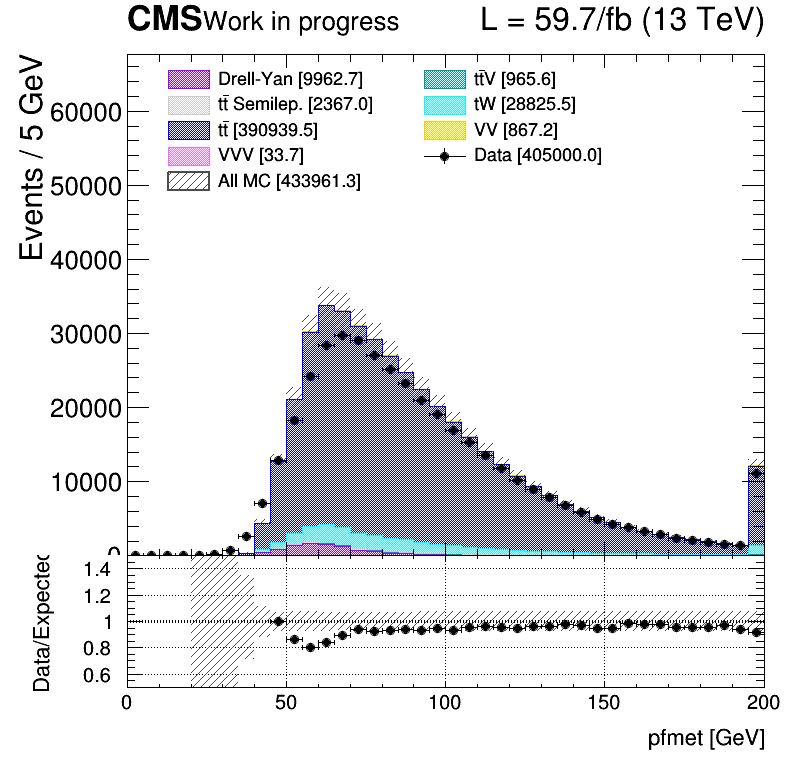 CMS Work in progress L = 59.7/fb (13 TeV)
Events / 5 GeV
Drell-Yan [9962.7]
tt̄ Semilep. [2367.0]
tt̄ [390939.5]
VVV [33.7]
All MC [433961.3]
tt̄V [965.6]
tW [28825.5]
VV [867.2]
Data [405000.0]
60000
50000
40000
30000
20000
10000
0
Data/Expected
1.4
1.2
1
0.8
0.6
0 50 100 150 200
pfmet [GeV]